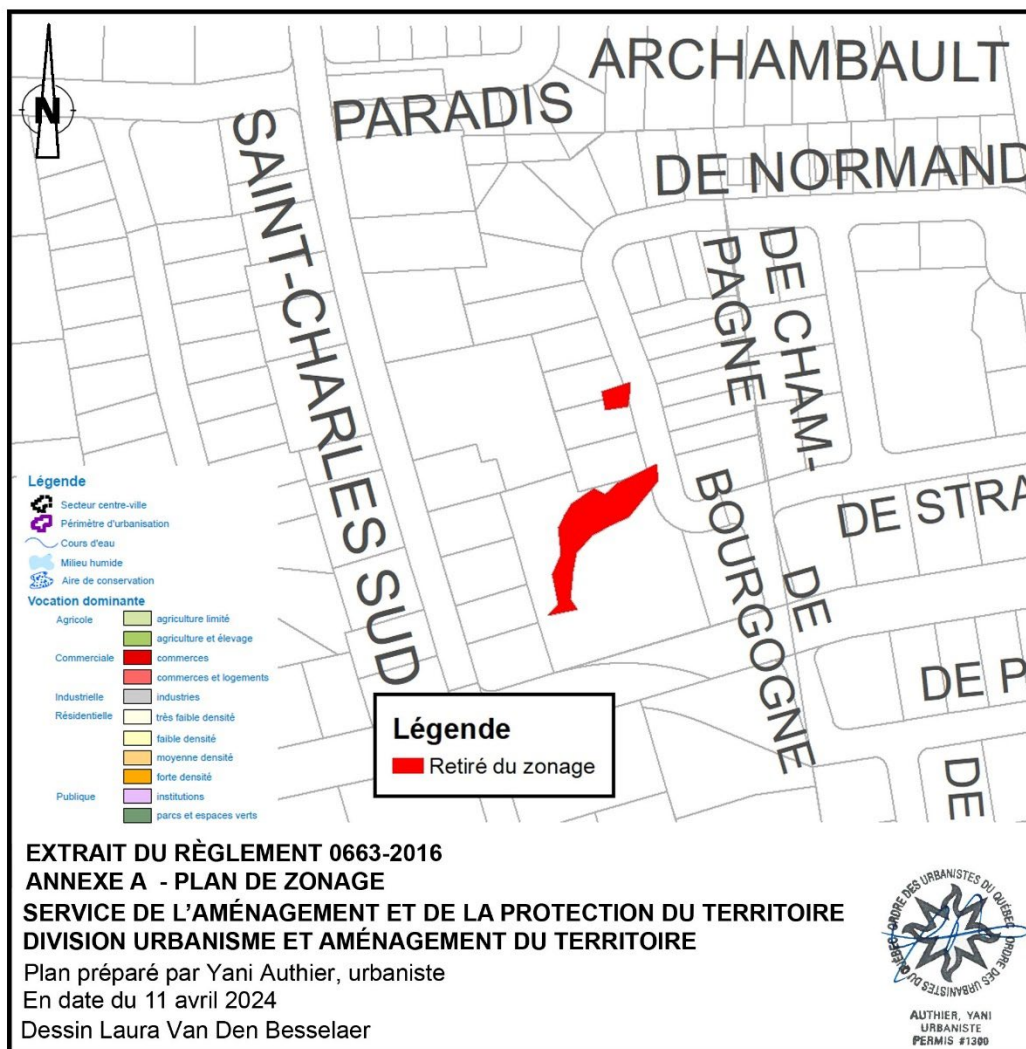 ARCHAMBAULT
PARADIS
DE NORMAND
SAINT-CHARLES SUD
DE CHAM-
PAGNE
DE
BOURGOGNE
DE STRA
DE P
DE
N
Légende
Secteur centre-ville
Périmètre d'urbanisation
Cours d'eau
Milieu humide
Aire de conservation
Vocation dominante
Agricole
agriculture limité
agriculture et élevage
Commerciale
commerces
commerces et logements
Industrielle
industries
Résidentielle
très faible densité
faible densité
moyenne densité
forte densité
Publique
institutions
parcs et espaces verts
Légende
Retiré du zonage
EXTRAIT DU RÈGLEMENT 0663-2016
ANNEXE A - PLAN DE ZONAGE
SERVICE DE L'AMÉNAGEMENT ET DE LA PROTECTION DU TERRITOIRE
DIVISION URBANISME ET AMÉNAGEMENT DU TERRITOIRE
Plan préparé par Yani Authier, urbaniste
En date du 11 avril 2024
Dessin Laura Van Den Besselaer
ORDRE DES URBANISTES DU QUÉBEC
ORDRE DES URBANISTES DU QUÉBEC
AUTHIER, YANI
URBANISTE
PERMIS #1300